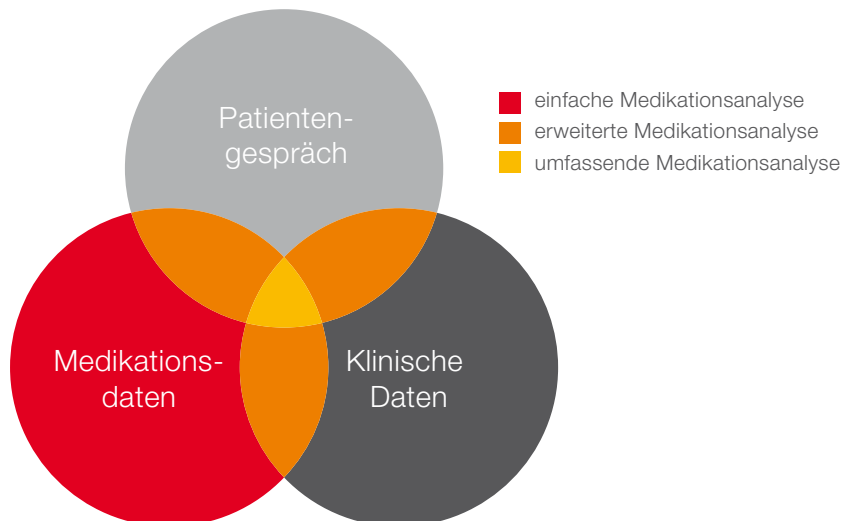 Patienten-
gespräch
einfache Medikationsanalyse
erweiterte Medikationsanalyse
umfassende Medikationsanalyse
Medikations-
daten
Klinische
Daten